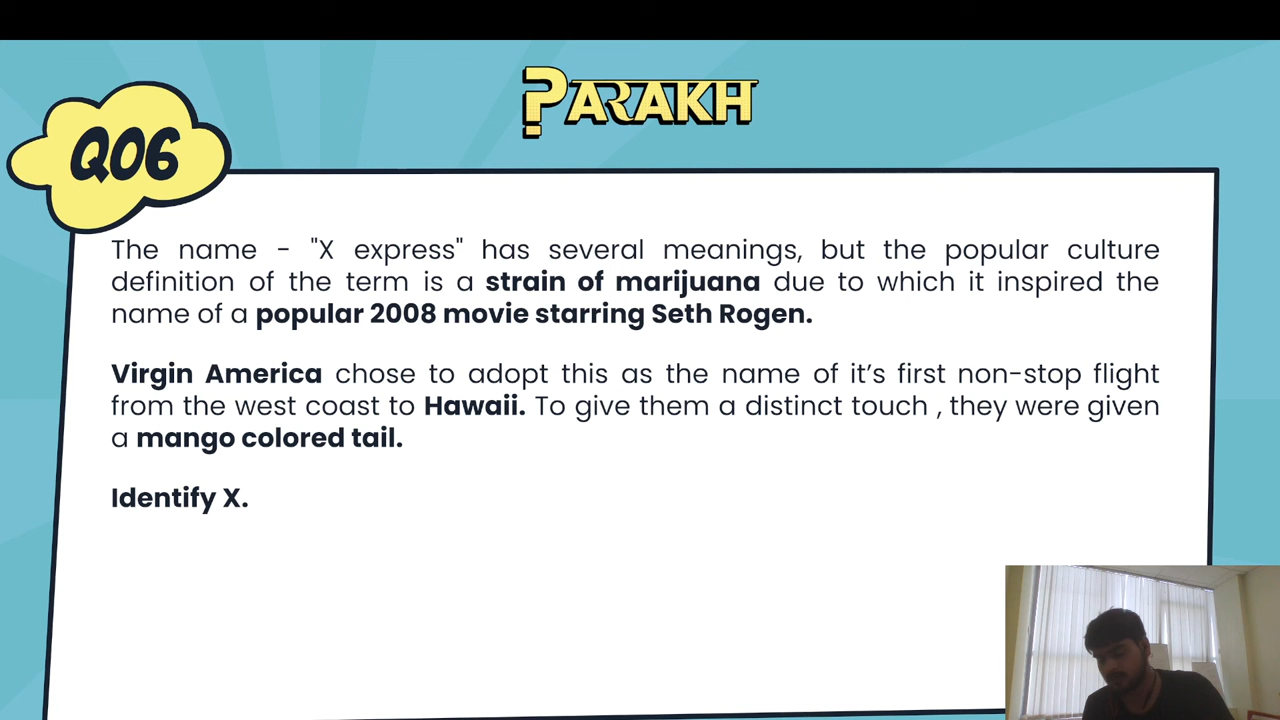 ?ARAKH
Q06
The name - "X express" has several meanings, but the popular culture
definition of the term is a strain of marijuana due to which it inspired the
name of a popular 2008 movie starring Seth Rogen.
Virgin America chose to adopt this as the name of it's first non-stop flight
from the west coast to Hawaii. To give them a distinct touch , they were given
a mango colored tail.
Identify X.